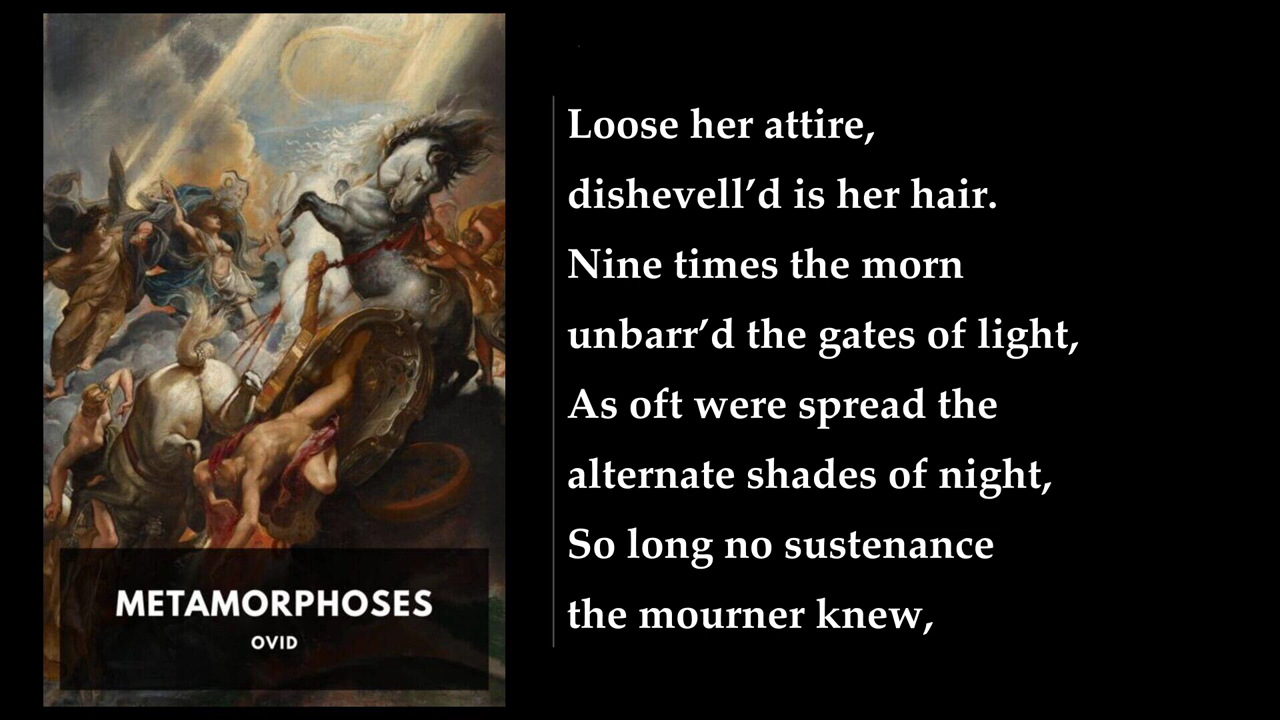 METAMORPHOSES
OVID
Loose her attire,
dishevell’d is her hair.
Nine times the morn
unbarr’d the gates of light,
As oft were spread the
alternate shades of night,
So long no sustenance
the mourner knew,